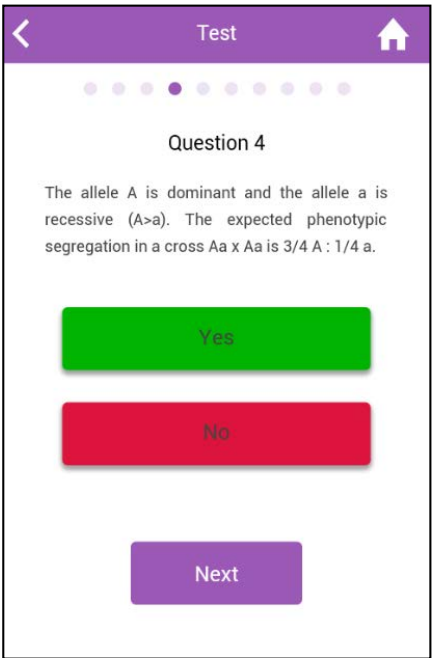 Test
Question 4
The allele A is dominant and the allele a is
recessive (A>a). The expected phenotypic
segregation in a cross Aa x Aa is 3/4 A : 1/4 a.
Yes
No
Next